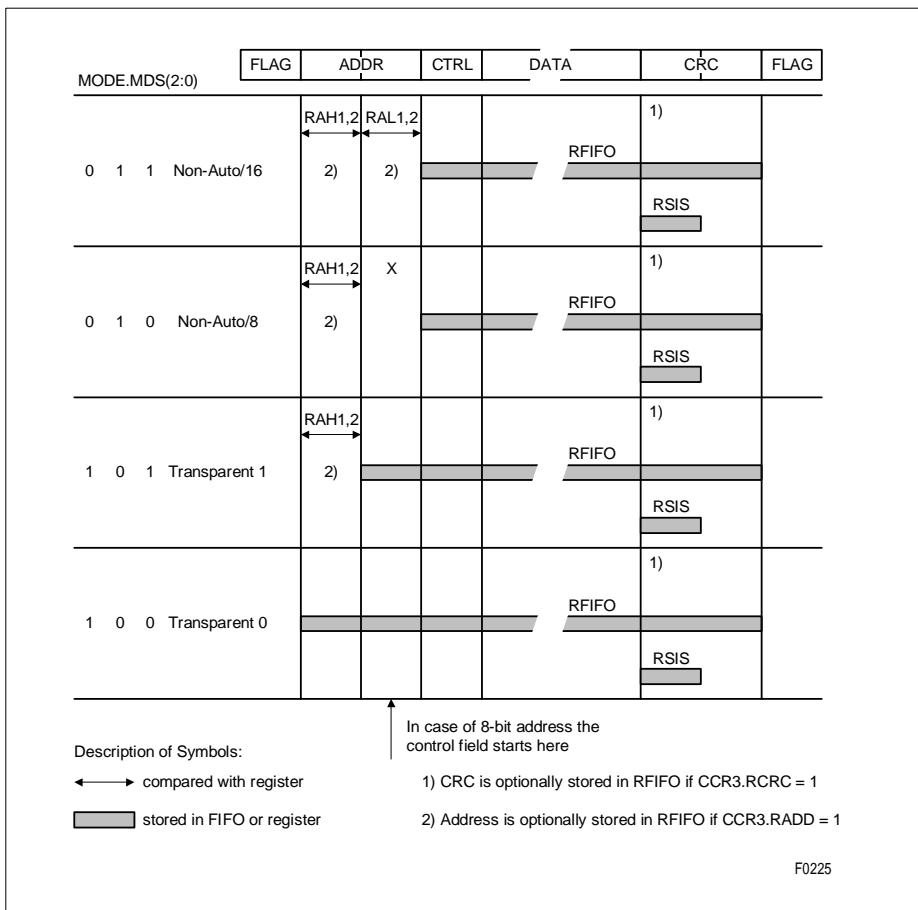 FLAG ADDR CTRL DATA CRC FLAG
MODE.MDS(2:0)
RAH1,2 RAL1,2 1)
RFIFO
0 1 1 Non-Auto/16 2) 2)
RSIS
RAH1,2 X 1)
RFIFO
0 1 0 Non-Auto/8 2)
RSIS
RAH1,2 1)
RFIFO
1 0 1 Transparent 1 2)
RSIS
1)
RFIFO
1 0 0 Transparent 0
RSIS
In case of 8-bit address the
control field starts here
Description of Symbols:
compared with register
1) CRC is optionally stored in RFIFO if CCR3.RCRC = 1
stored in FIFO or register
2) Address is optionally stored in RFIFO if CCR3.RADD = 1
F0225